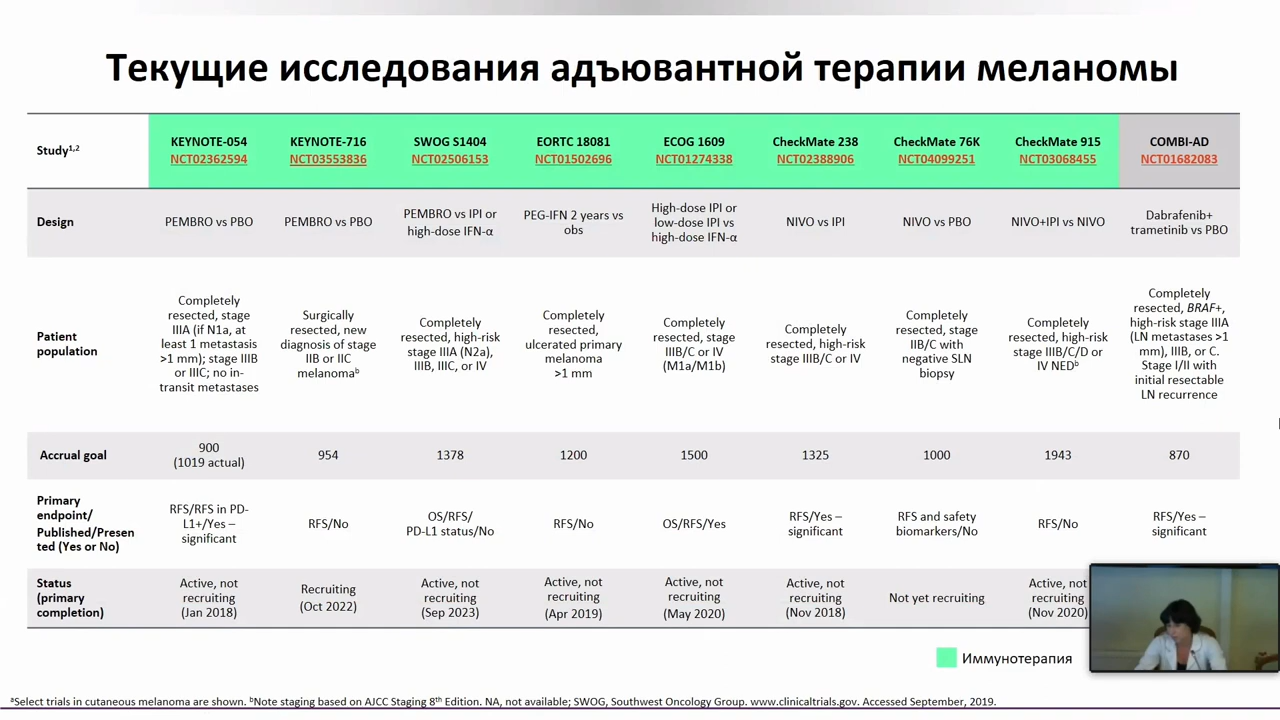 Текущие исследования адъювантной терапии меланомы
Study1,2
KEYNOTE-054
NCT02362594
KEYNOTE-716
NCT03553836
SWOG S1404
NCT02506153
EORTC 18081
NCT01502696
ECOG 1609
NCT01274338
CheckMate 238
NCT02388906
CheckMate 76K
NCT04099251
CheckMate 915
NCT03068455
COMBI-AD
NCT01682083
Design
PEMBRO vs PBO
PEMBRO vs PBO
PEMBRO vs IPI or
high-dose IFN-α
PEG-IFN 2 years vs
obs
High-dose IPI or
low-dose IPI vs
high-dose IFN-α
NIVO vs IPI
NIVO vs PBO
NIVO+IPI vs NIVO
Dabrafenib+
trametinib vs PBO
Patient
population
Completely
resected, stage
IIIA (if N1a, at
least 1 metastasis
>1 mm); stage IIIB
or IIIC; no in-
transit metastases
Surgically
resected, new
diagnosis of stage
IIB or IIC
melanomab
Completely
resected, high-risk
stage IIIA (N2a),
IIIB, IIIC, or IV
Completely
resected,
ulcerated primary
melanoma
>1 mm
Completely
resected, stage
IIIB/C or IV
(M1a/M1b)
Completely
resected, high-risk
stage IIIB/C or IV
Completely
resected, stage
IIB/C with
negative SLN
biopsy
Completely
resected, high-risk
stage IIIB/C/D or
IV NEDb
Completely
resected, BRAF+,
high-risk stage IIIA
(LN metastases >1
mm), IIIB, or C.
Stage I/II with
initial resectable
LN recurrence
Accrual goal
900
(1019 actual)
954
1378
1200
1500
1325
1000
1943
870
Primary
endpoint/
Published/Presen
ted (Yes or No)
RFS/RFS in PD-
L1+/Yes –
significant
RFS/No
OS/RFS/
PD-L1 status/No
RFS/No
OS/RFS/Yes
RFS/Yes –
significant
RFS and safety
biomarkers/No
RFS/No
RFS/Yes –
significant
Status
(primary
completion)
Active, not
recruiting
(Jan 2018)
Recruiting
(Oct 2022)
Active, not
recruiting
(Sep 2023)
Active, not
recruiting
(Apr 2019)
Active, not
recruiting
(May 2020)
Active, not
recruiting
(Nov 2018)
Not yet recruiting
Active, not
recruiting
(Nov 2020)
Иммунотерапия
aSelect trials in cutaneous melanoma are shown. bNote staging based on AJCC Staging 8th Edition. NA, not available; SWOG, Southwest Oncology Group. www.clinicaltrials.gov. Accessed September, 2019.